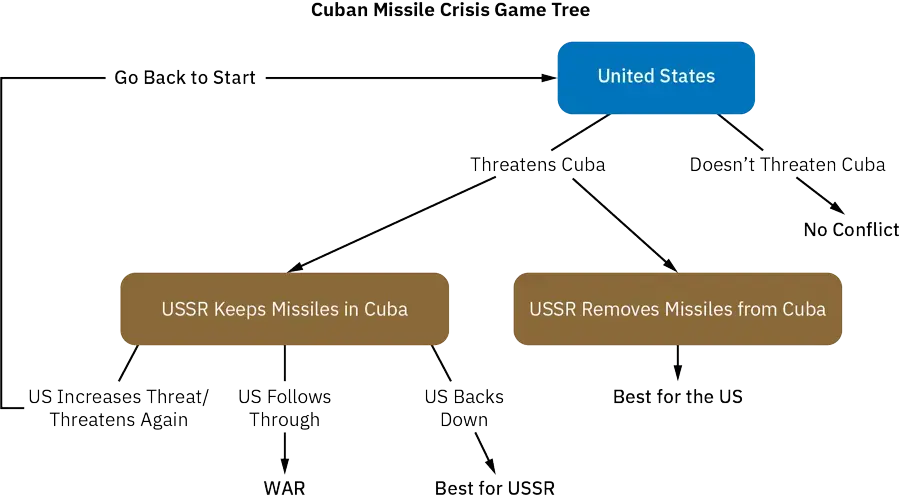 Cuban Missile Crisis Game Tree
Go Back to Start
United States
Threatens Cuba
Doesn’t Threaten Cuba
No Conflict
USSR Keeps Missiles in Cuba
USSR Removes Missiles from Cuba
US Increases Threat/
Threatens Again
US Follows
Through
US Backs
Down
Best for the US
WAR
Best for USSR